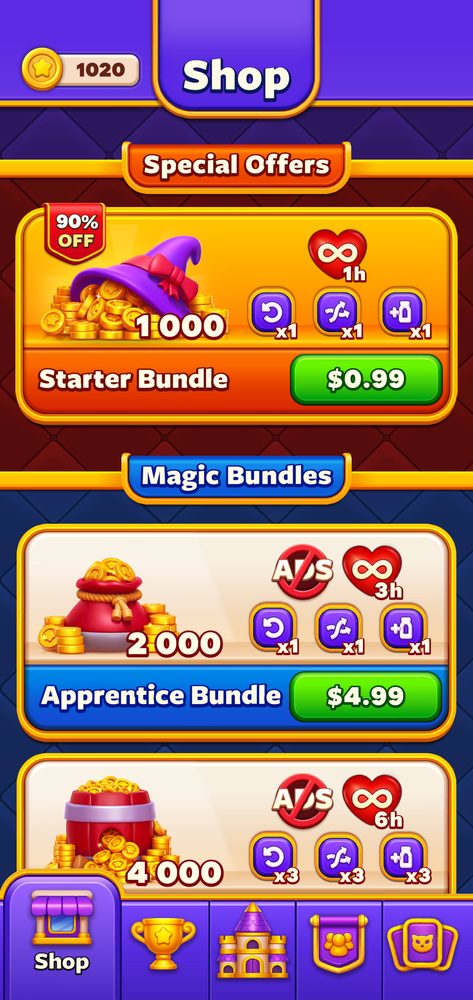 1020
Shop
Special Offers
90%
OFF
1h
1 000
x1
x1
x1
Starter Bundle
$0.99
Magic Bundles
ADS
3h
2 000
x1
x1
x1
Apprentice Bundle
$4.99
ADS
6h
4 000
x3
x3
x3
Shop